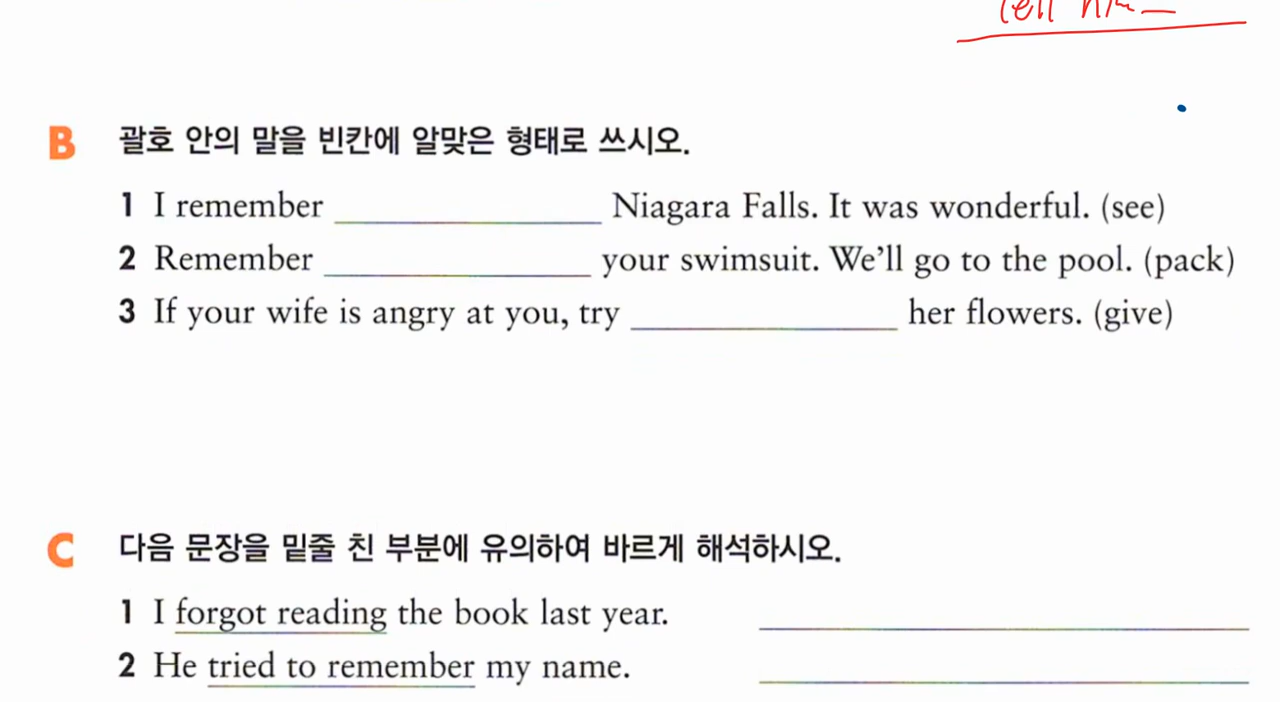 B 괄호 안의 말을 빈칸에 알맞은 형태로 쓰시오.
1 I remember ____________ Niagara Falls. It was wonderful. (see)
2 Remember ____________ your swimsuit. We'll go to the pool. (pack)
3 If your wife is angry at you, try ____________ her flowers. (give)
C 다음 문장을 밑줄 친 부분에 유의하여 바르게 해석하시오.
1 I forgot reading the book last year.
2 He tried to remember my name.